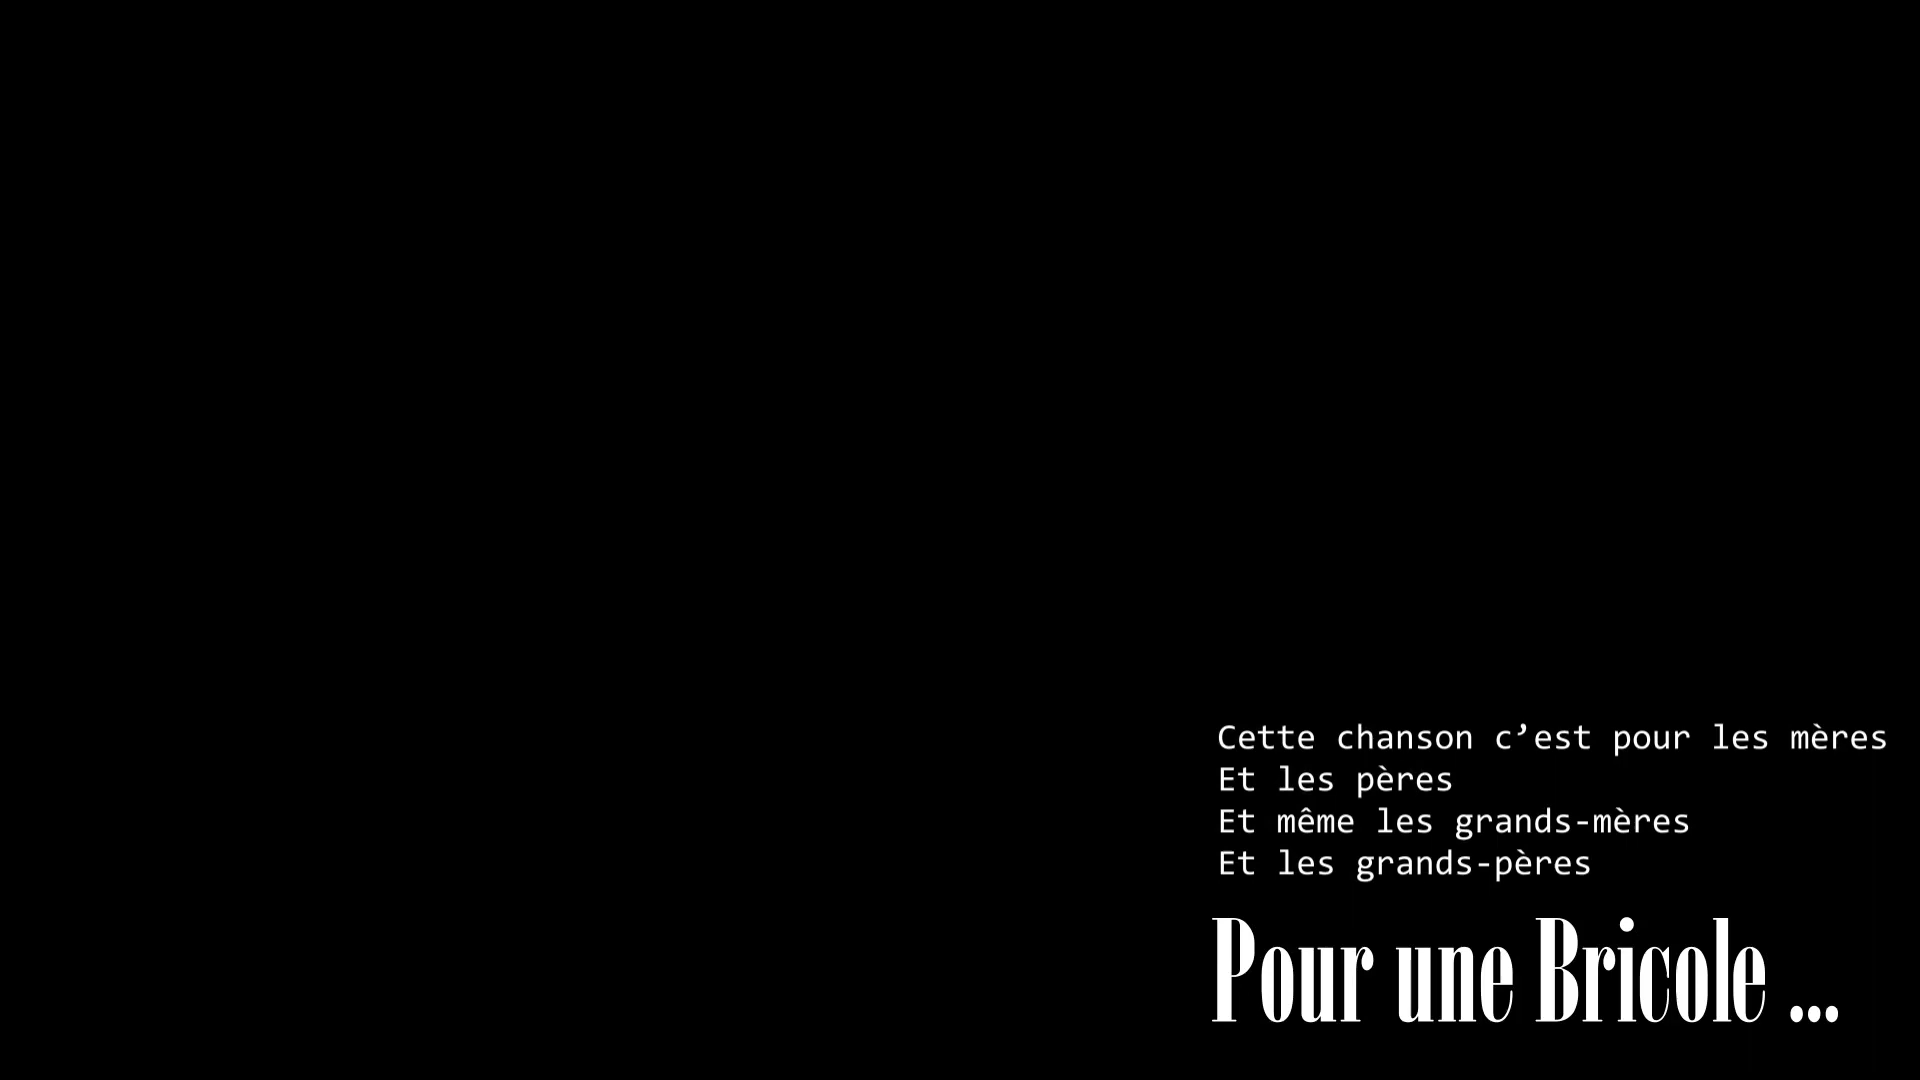 Cette chanson c’est pour les mères
Et les pères
Et même les grands-mères
Et les grands-pères
Pour une Bricole ...